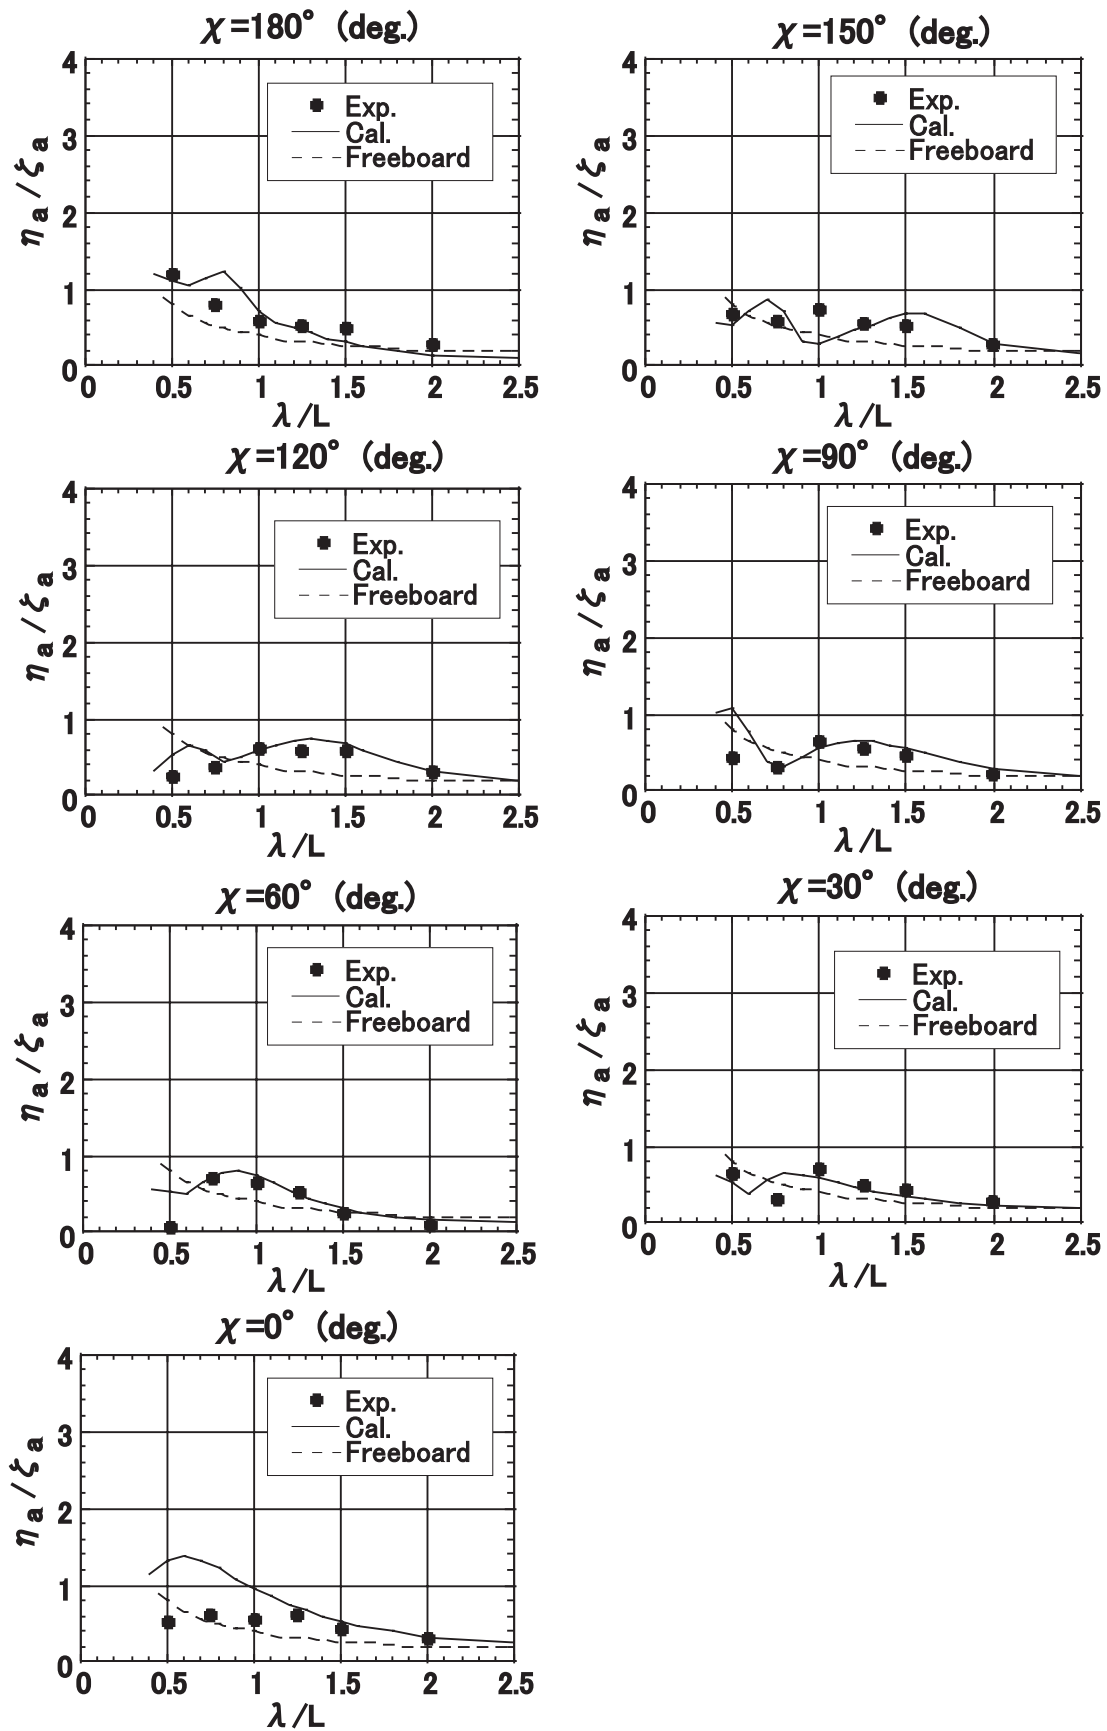 χ=180° (deg.)
4
3
2
1
0
ηa/ζa
Exp.
Cal.
Freeboard
0 0.5 1 1.5 2 2.5
λ/L
χ=150° (deg.)
4
3
2
1
0
ηa/ζa
Exp.
Cal.
Freeboard
0 0.5 1 1.5 2 2.5
λ/L
χ=120° (deg.)
4
3
2
1
0
ηa/ζa
Exp.
Cal.
Freeboard
0 0.5 1 1.5 2 2.5
λ/L
χ=90° (deg.)
4
3
2
1
0
ηa/ζa
Exp.
Cal.
Freeboard
0 0.5 1 1.5 2 2.5
λ/L
χ=60° (deg.)
4
3
2
1
0
ηa/ζa
Exp.
Cal.
Freeboard
0 0.5 1 1.5 2 2.5
λ/L
χ=30° (deg.)
4
3
2
1
0
ηa/ζa
Exp.
Cal.
Freeboard
0 0.5 1 1.5 2 2.5
λ/L
χ=0° (deg.)
4
3
2
1
0
ηa/ζa
Exp.
Cal.
Freeboard
0 0.5 1 1.5 2 2.5
λ/L